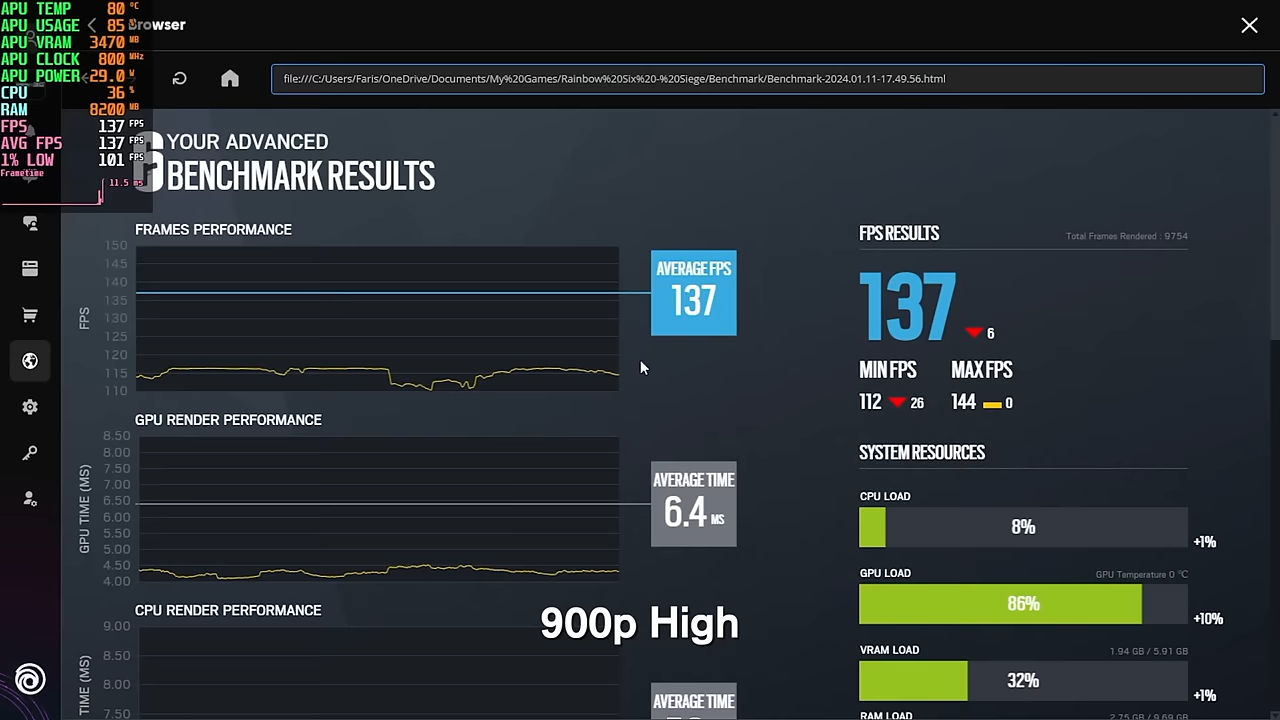 APU TEMP 80 °C
APU USAGE 85
APU VRAM 3470 MB
APU CLOCK 800 MHz
APU POWER 29.0 W
CPU 36 %
RAM 8200 MB
FPS 137 FPS
AVG FPS 137 FPS
1% LOW 101 FPS
Frametime
11.5 ms
Browser
file:///C:/Users/Faris/OneDrive/Documents/My%20Games/Rainbow%20Six%20-%20Siege/Benchmark/Benchmark-2024.01.11-17.49.56.html
YOUR ADVANCED
BENCHMARK RESULTS
FRAMES PERFORMANCE
150
145
140
135
130
125
120
115
110
FPS
AVERAGE FPS
137
GPU RENDER PERFORMANCE
8.50
8.00
7.50
7.00
6.50
6.00
5.50
5.00
4.50
4.00
GPU TIME (MS)
AVERAGE TIME
6.4 MS
CPU RENDER PERFORMANCE
9.00
8.50
8.00
7.50
TIME (MS)
AVERAGE TIME
900p High
FPS RESULTS
Total Frames Rendered : 9754
137 6
MIN FPS MAX FPS
112 26 144 0
SYSTEM RESOURCES
CPU LOAD
8%
+1%
GPU LOAD GPU Temperature 0 °C
86%
+10%
VRAM LOAD 1.94 GB / 5.91 GB
32%
+1%
RAM LOAD 2.75 GB / 9.69 GB